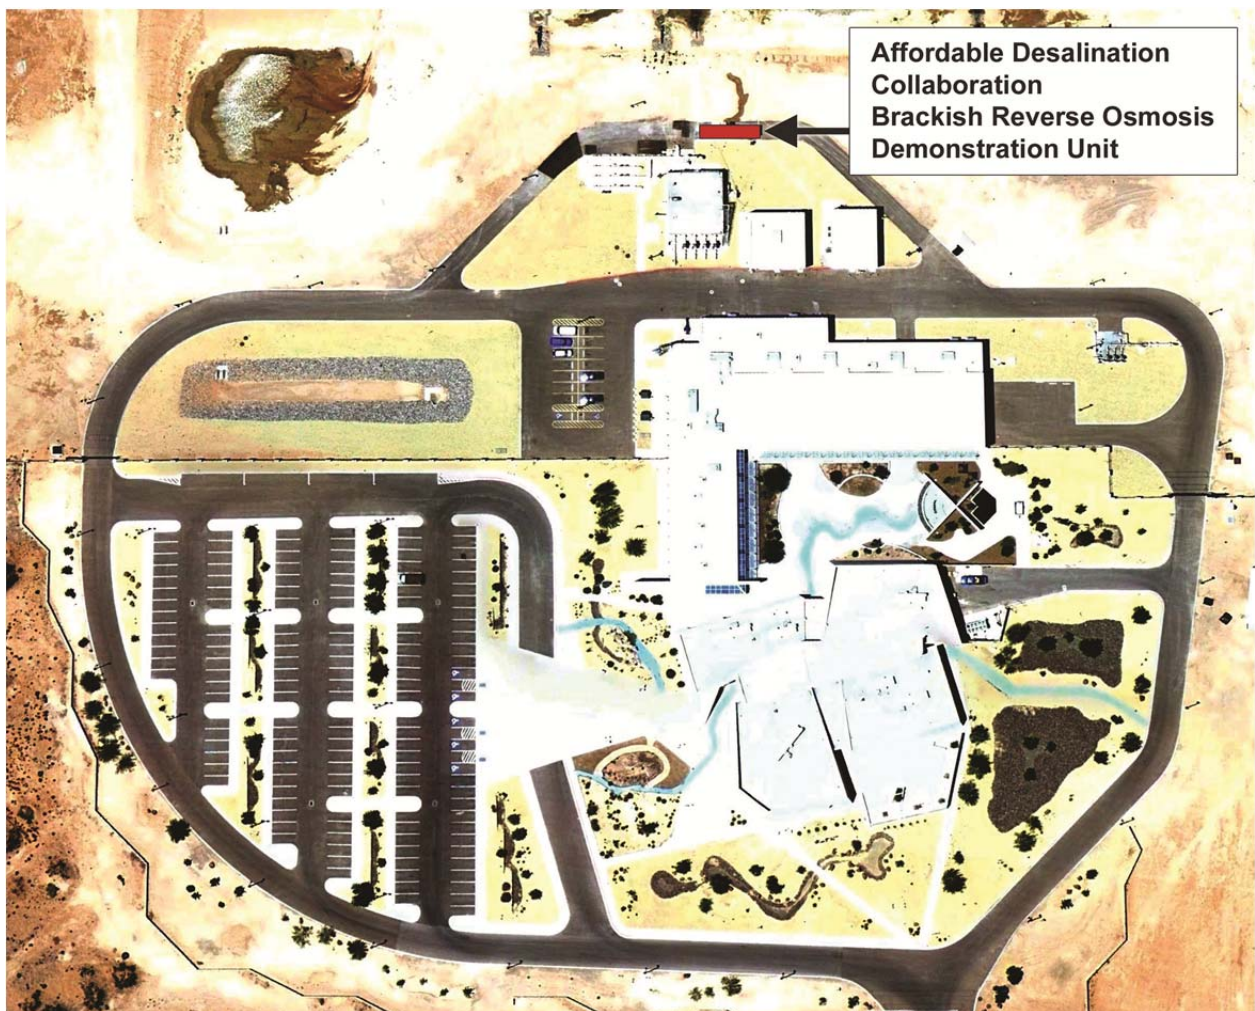 Affordable Desalination
Collaboration
Brackish Reverse Osmosis
Demonstration Unit